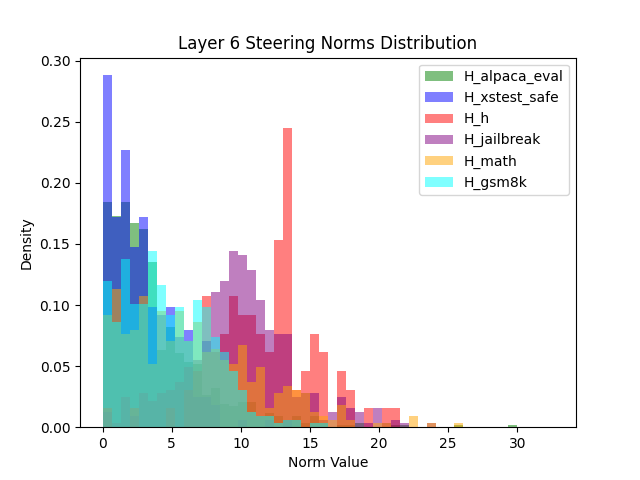 Layer 6 Steering Norms Distribution
H_alpaca_eval
H_xstest_safe
H_h
H_jailbreak
H_math
H_gsm8k
0.30
0.25
0.20
0.15
0.10
0.05
0.00
Density
0 5 10 15 20 25 30
Norm Value